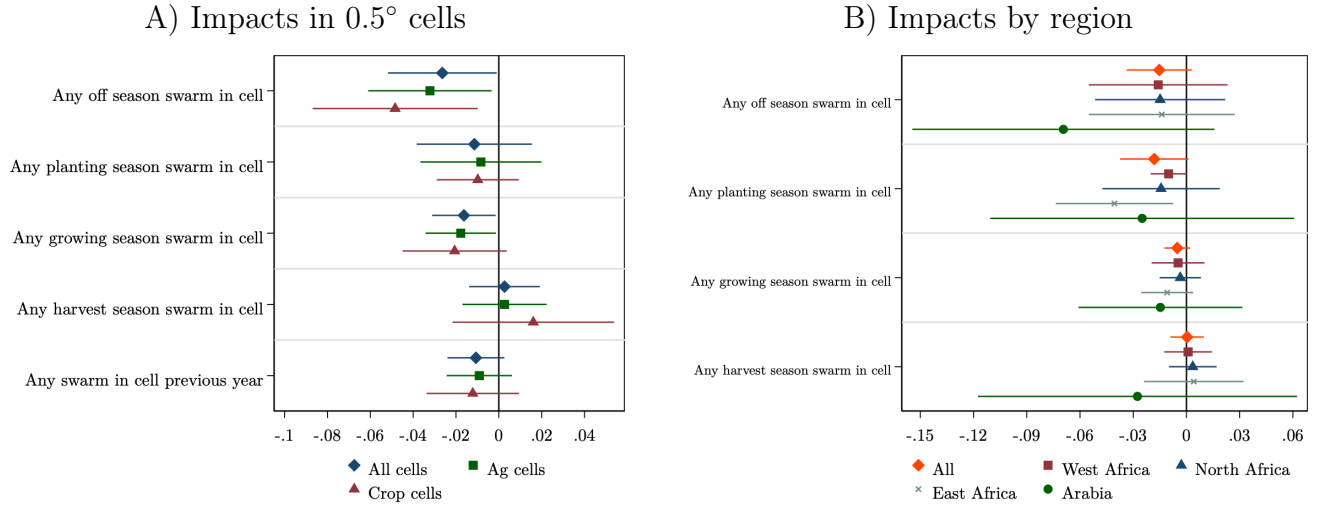 A) Impacts in 0.5° cells
Any off season swarm in cell
Any planting season swarm in cell
Any growing season swarm in cell
Any harvest season swarm in cell
Any swarm in cell previous year
-.1 -.08 -.06 -.04 -.02 0 .02 .04
All cells Ag cells
Crop cells
B) Impacts by region
Any off season swarm in cell
Any planting season swarm in cell
Any growing season swarm in cell
Any harvest season swarm in cell
-.15 -.12 -.09 -.06 -.03 0 .03 .06
All West Africa North Africa
East Africa Arabia